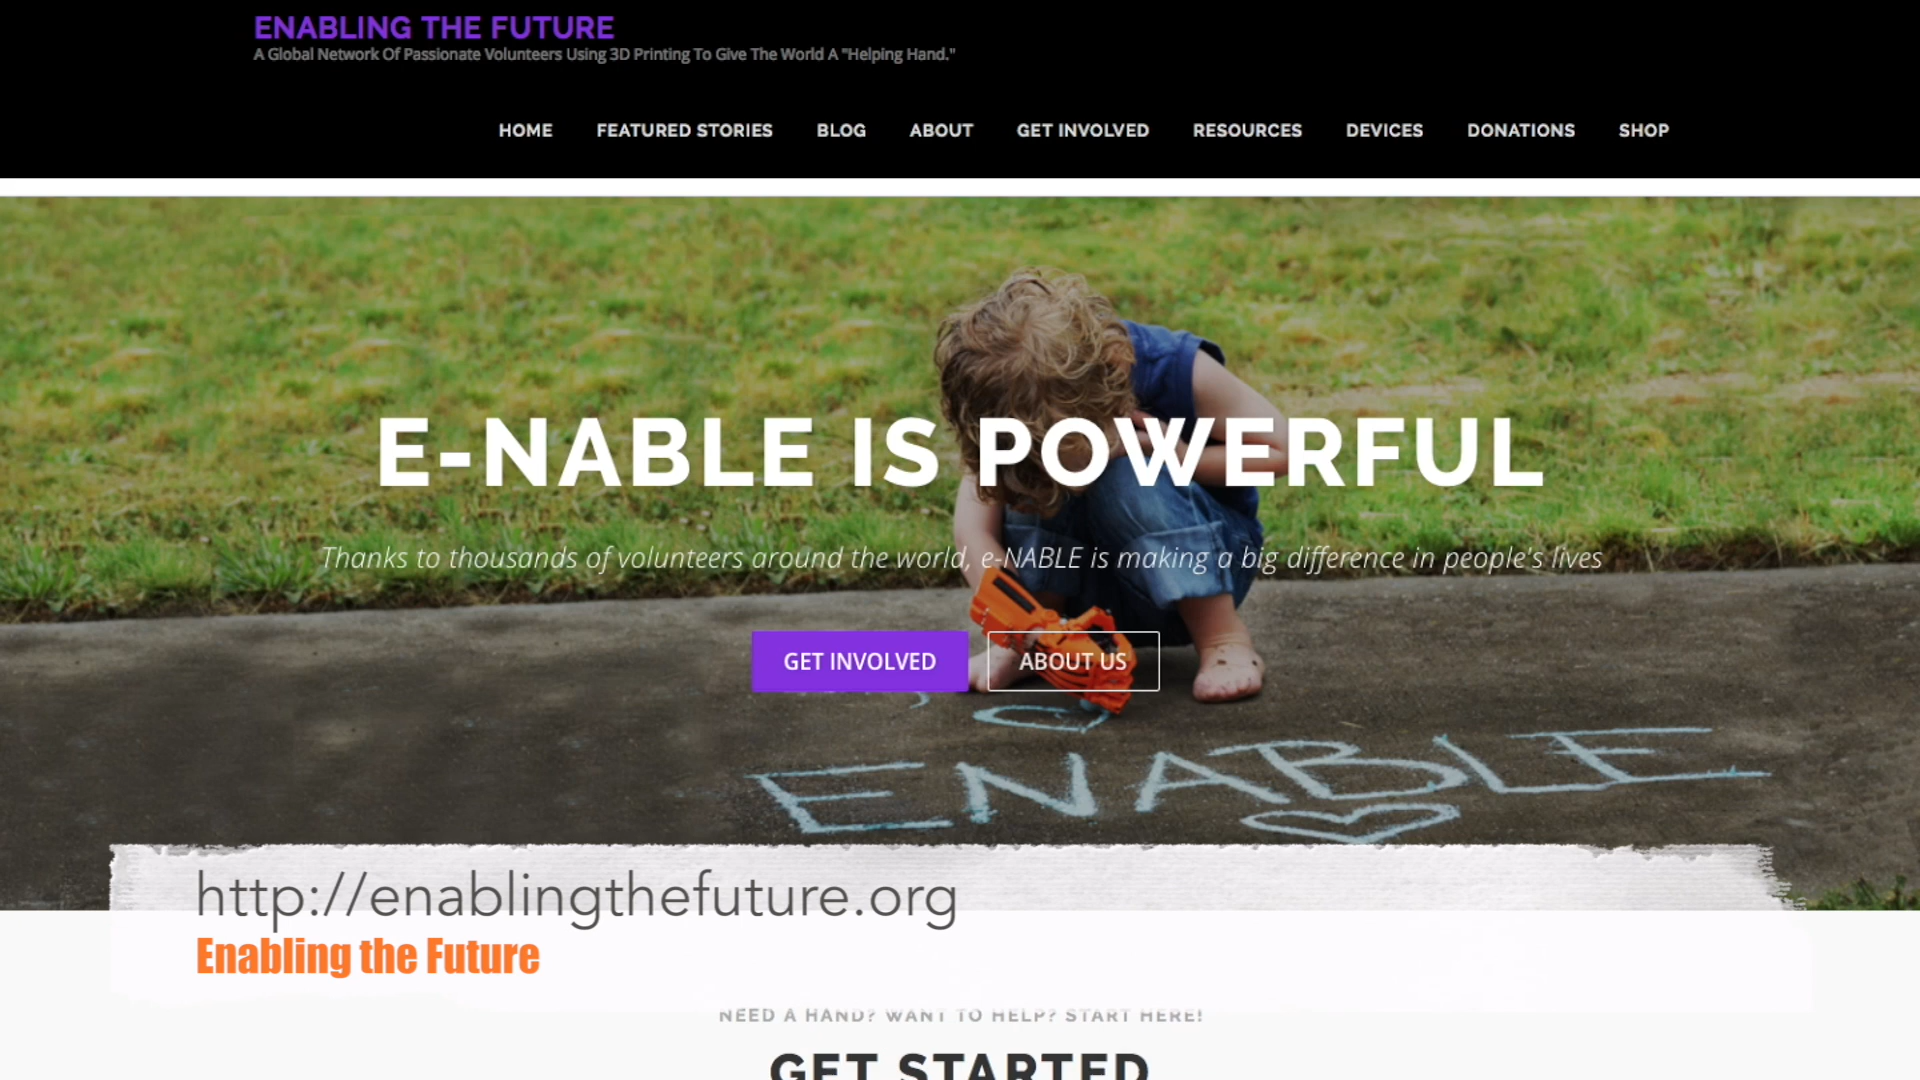 ENABLING THE FUTURE
A Global Network Of Passionate Volunteers Using 3D Printing To Give The World A "Helping Hand."
HOME FEATURED STORIES BLOG ABOUT GET INVOLVED RESOURCES DEVICES DONATIONS SHOP
E-NABLE IS POWERFUL
Thanks to thousands of volunteers around the world, e-NABLE is making a big difference in people's lives
GET INVOLVED ABOUT US
ENABLE
http://enablingthefuture.org
Enabling the Future
NEED A HAND? WANT TO HELP? START HERE!
GET STARTED